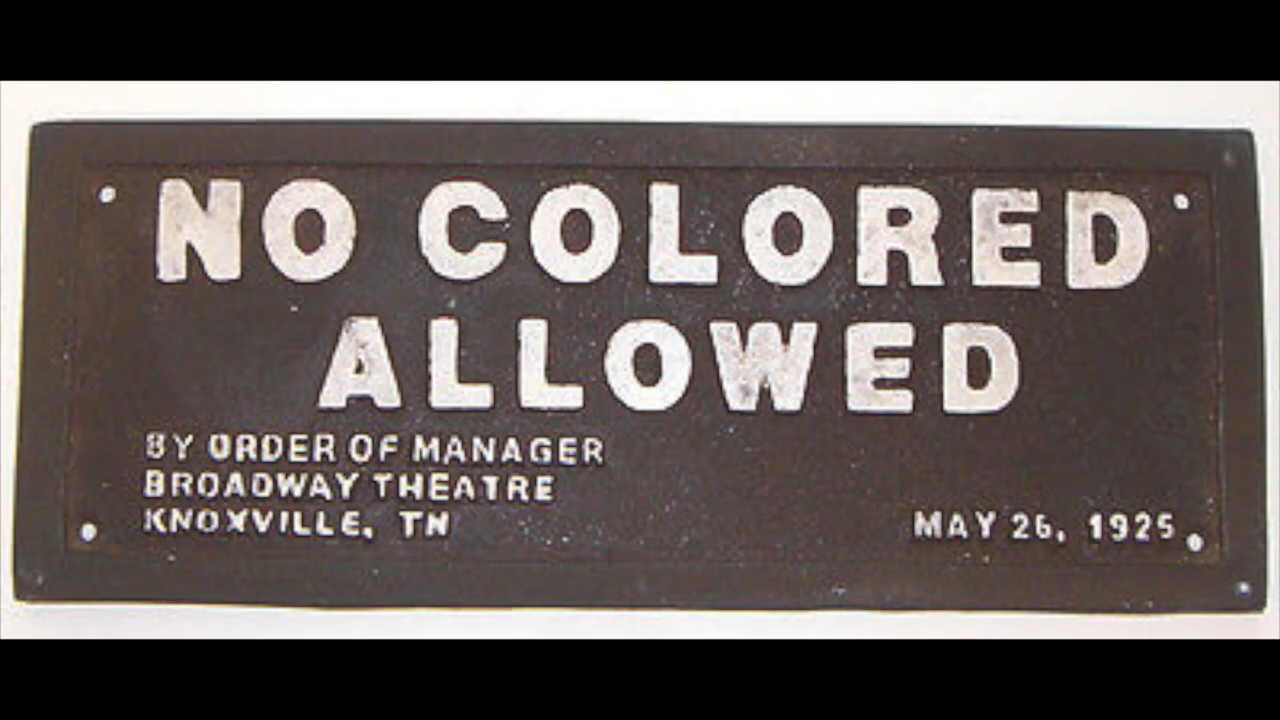 NO COLORED
ALLOWED
BY ORDER OF MANAGER
BROADWAY THEATRE
KNOXVILLE, TN
MAY 26, 1925